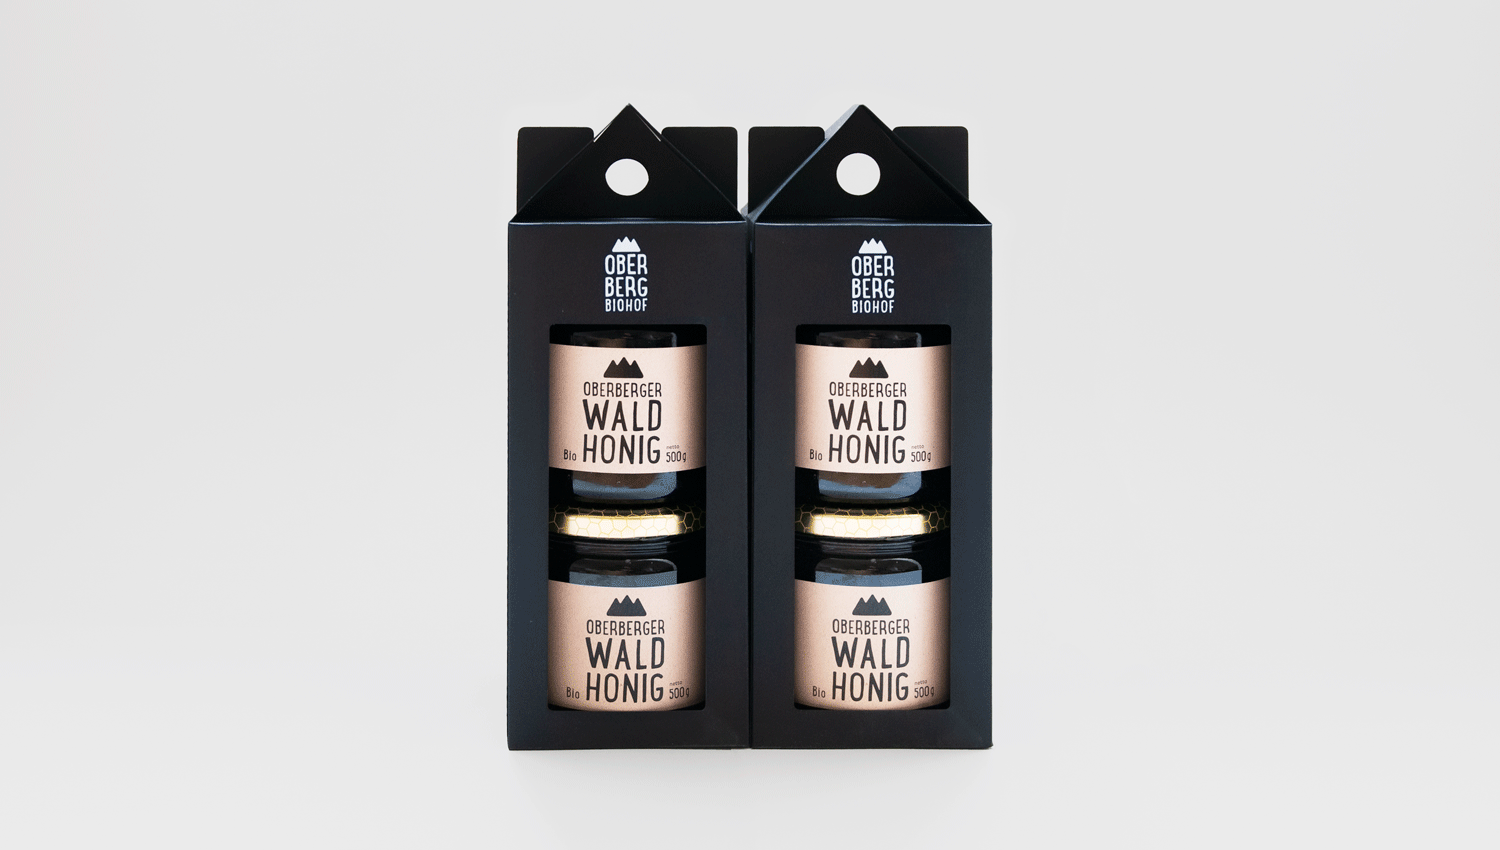 OBER
BERG
BIOHOF
OBER
BERG
BIOHOF
OBERBERGER
WALD
Bio HONIG netto 500g
OBERBERGER
WALD
Bio HONIG netto 500g
OBERBERGER
WALD
Bio HONIG netto 500g
OBERBERGER
WALD
Bio HONIG netto 500g